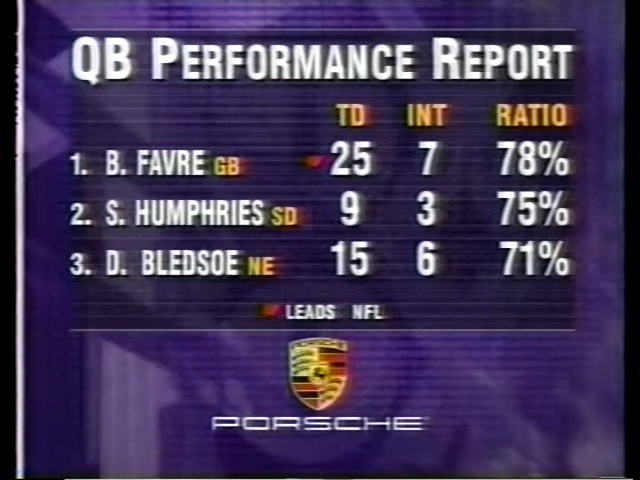 QB PERFORMANCE REPORT
TD INT RATIO
1. B. FAVRE GB 25 7 78%
2. S. HUMPHRIES SD 9 3 75%
3. D. BLEDSOE NE 15 6 71%
LEADS NFL
PORSCHE